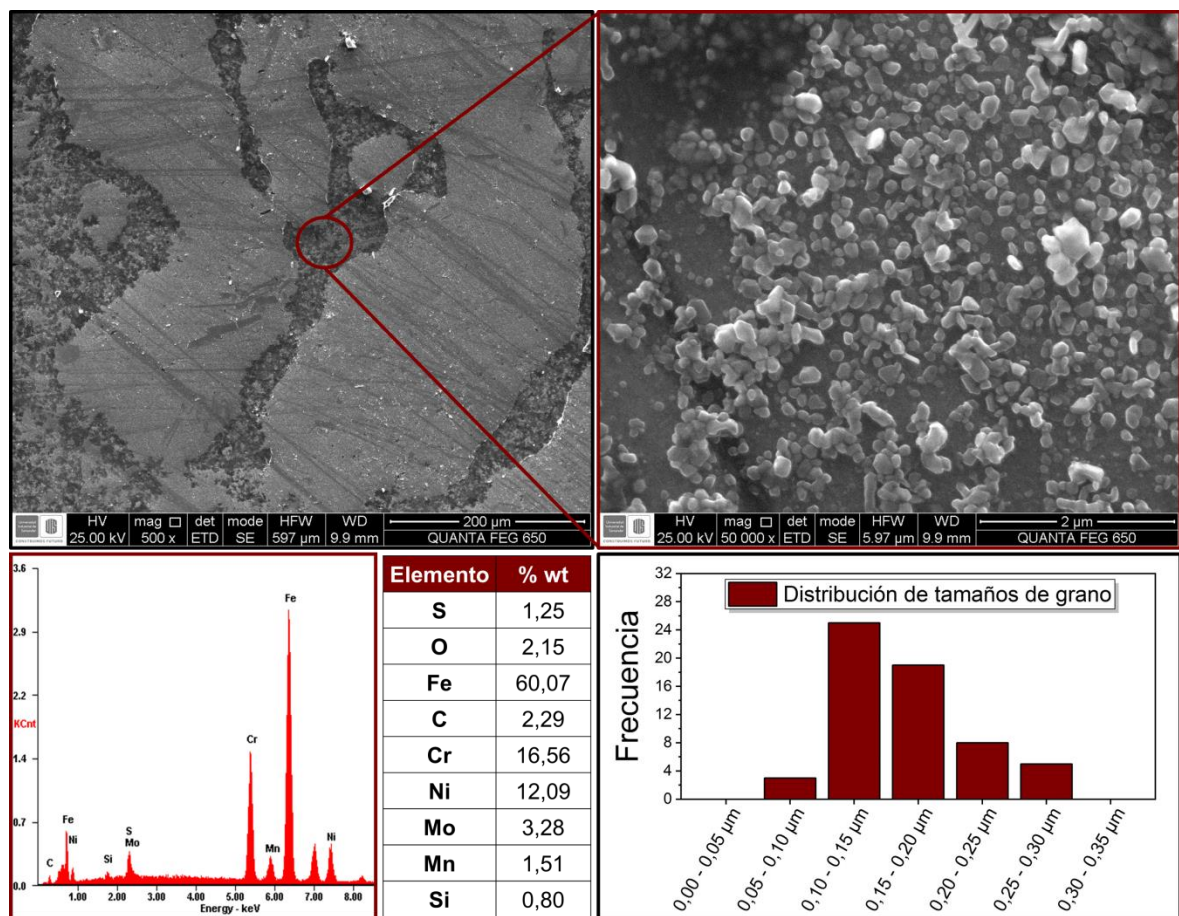 HV mag □ det mode HFW WD 200 µm
25.00 kV 500 x ETD SE 597 µm 9.9 mm QUANTA FEG 650
HV mag □ det mode HFW WD 2 µm
25.00 kV 50 000 x ETD SE 5.97 µm 9.9 mm QUANTA FEG 650
3.6
2.9
2.2
KCnt
1.4
0.7
0.0
C
Fe
Ni
Si
S
Mo
Cr
Mn
Fe
Ni
1.00 2.00 3.00 4.00 5.00 6.00 7.00 8.00
Energy - keV
Elemento % wt
S 1,25
O 2,15
Fe 60,07
C 2,29
Cr 16,56
Ni 12,09
Mo 3,28
Mn 1,51
Si 0,80
Distribución de tamaños de grano
Frecuencia
32
28
24
20
16
12
8
4
0
0,00 - 0,05 µm
0,05 - 0,10 µm
0,10 - 0,15 µm
0,15 - 0,20 µm
0,20 - 0,25 µm
0,25 - 0,30 µm
0,30 - 0,35 µm